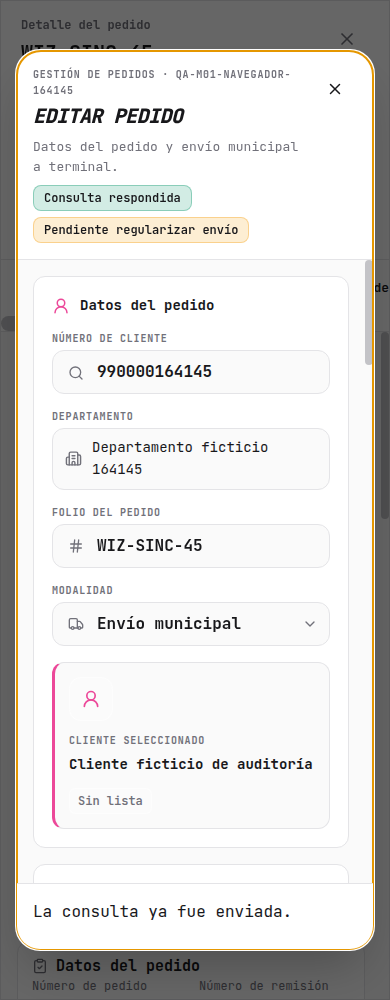 Detalle del pedido
WIZ-SINC-45
GESTIÓN DE PEDIDOS · QA-M01-NAVEGADOR-
164145
EDITAR PEDIDO
Datos del pedido y envío municipal
a terminal.
Consulta respondida
Pendiente regularizar envío
de
Datos del pedido
NÚMERO DE CLIENTE
990000164145
DEPARTAMENTO
Departamento ficticio
164145
FOLIO DEL PEDIDO
WIZ-SINC-45
MODALIDAD
Envío municipal
CLIENTE SELECCIONADO
Cliente ficticio de auditoría
Sin lista
La consulta ya fue enviada.
Datos del pedido
Número de pedido Número de remisión